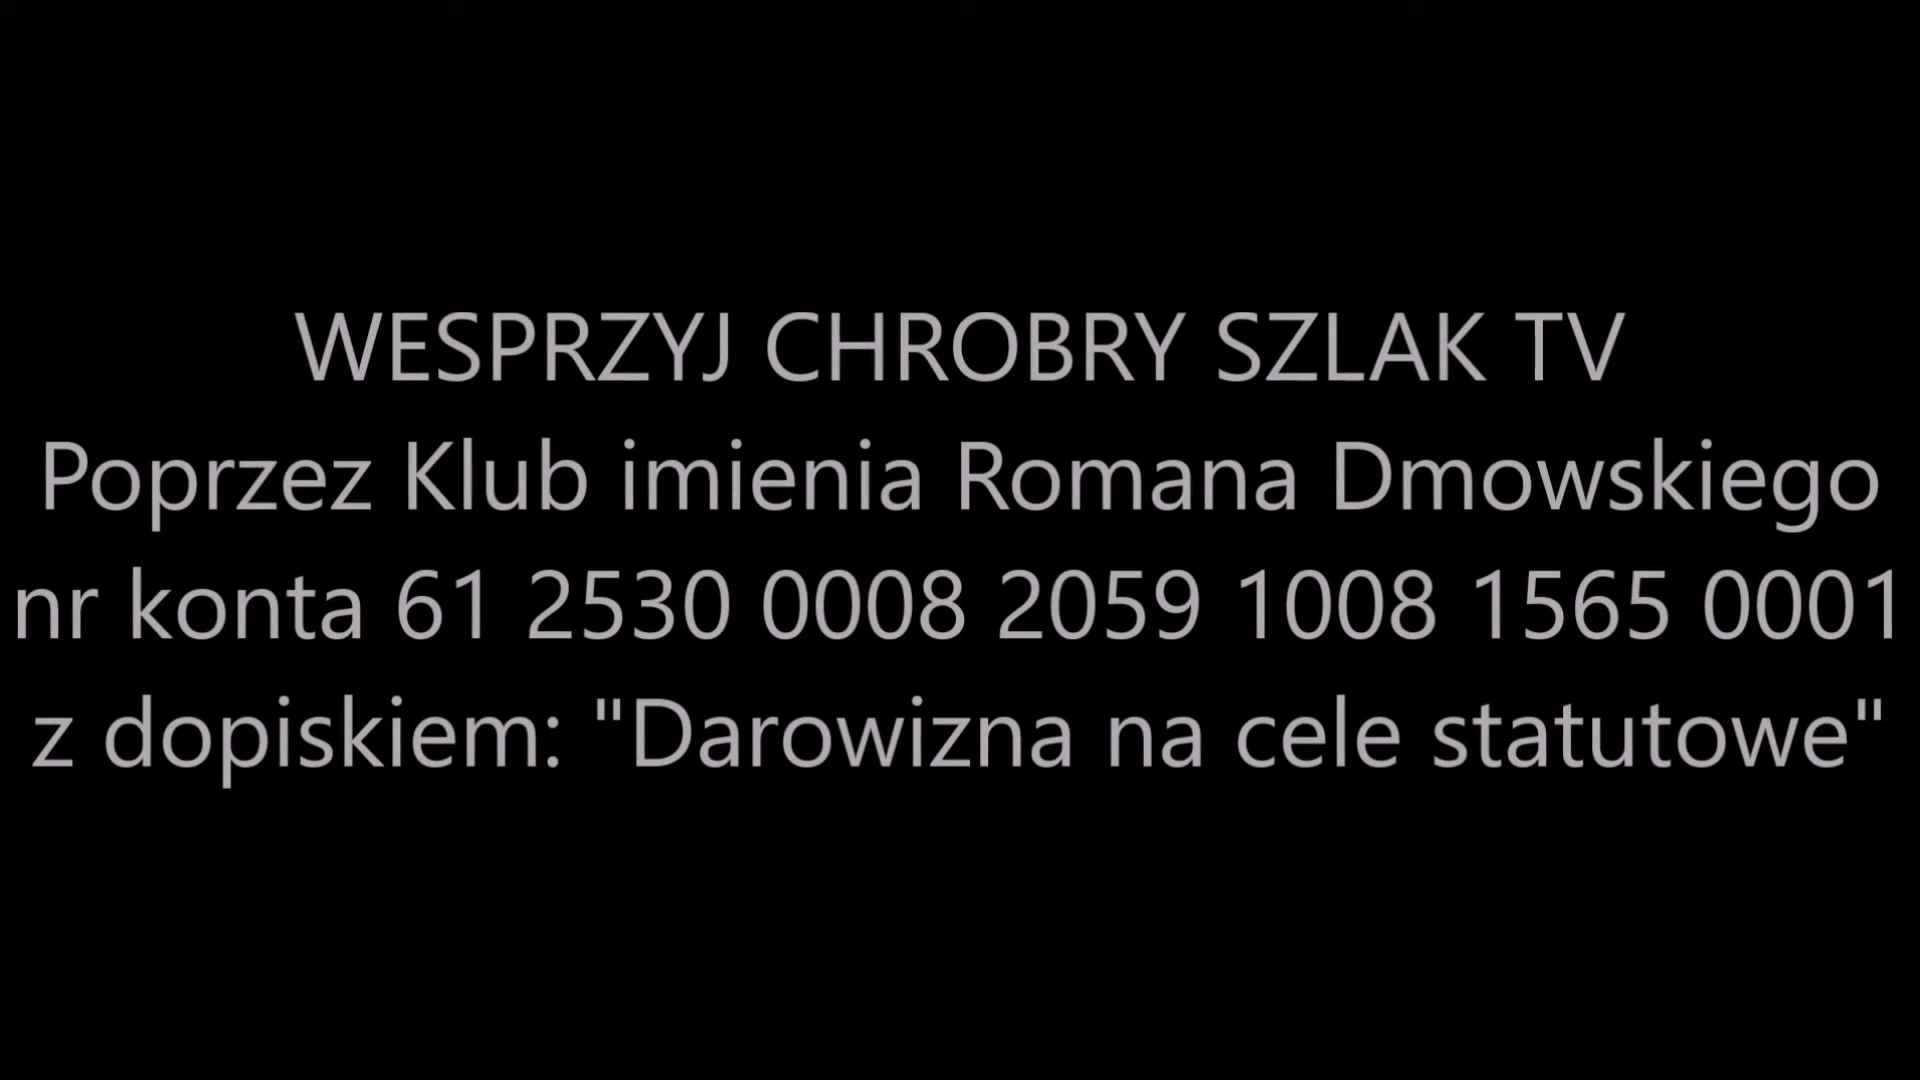 WESPRZYJ CHROBRY SZLAK TV
Poprzez Klub imienia Romana Dmowskiego
nr konta 61 2530 0008 2059 1008 1565 0001
z dopiskiem: "Darowizna na cele statutowe"